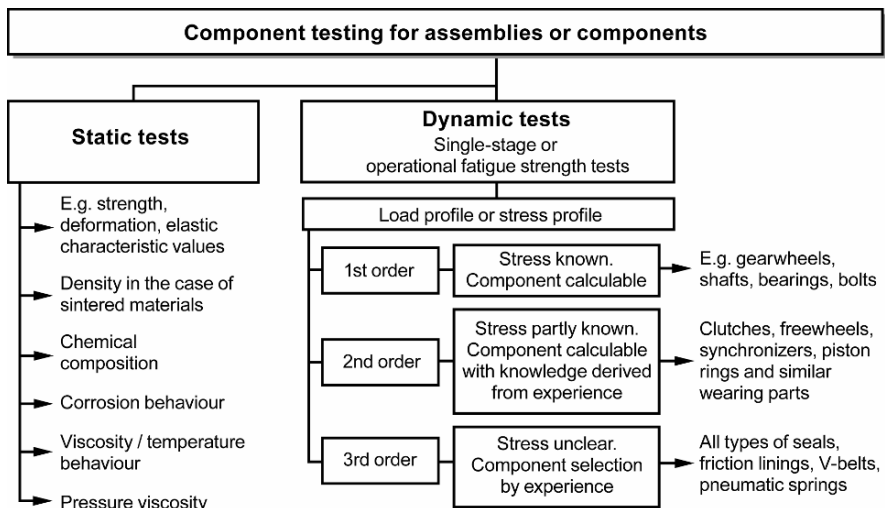 Component testing for assemblies or components
Static tests
E.g. strength,
deformation, elastic
characteristic values
Density in the case of
sintered materials
Chemical
composition
Corrosion behaviour
Viscosity / temperature
behaviour
Pressure viscosity
Dynamic tests
Single-stage or
operational fatigue strength tests
Load profile or stress profile
1st order
Stress known.
Component calculable
E.g. gearwheels,
shafts, bearings, bolts
2nd order
Stress partly known.
Component calculable
with knowledge derived
from experience
Clutches, freewheels,
synchronizers, piston
rings and similar
wearing parts
3rd order
Stress unclear.
Component selection
by experience
All types of seals,
friction linings, V-belts,
pneumatic springs